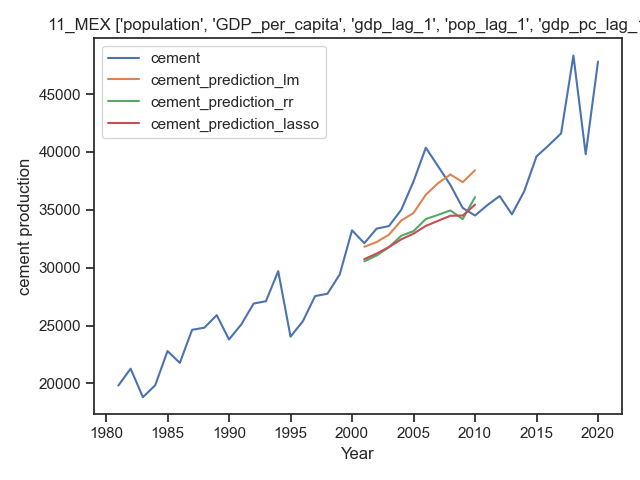 11_MEX ['population', 'GDP_per_capita', 'gdp_lag_1', 'pop_lag_1', 'gdp_pc_lag_1
cement
cement_prediction_lm
cement_prediction_rr
cement_prediction_lasso
cement production
45000
40000
35000
30000
25000
20000
1980 1985 1990 1995 2000 2005 2010 2015 2020
Year